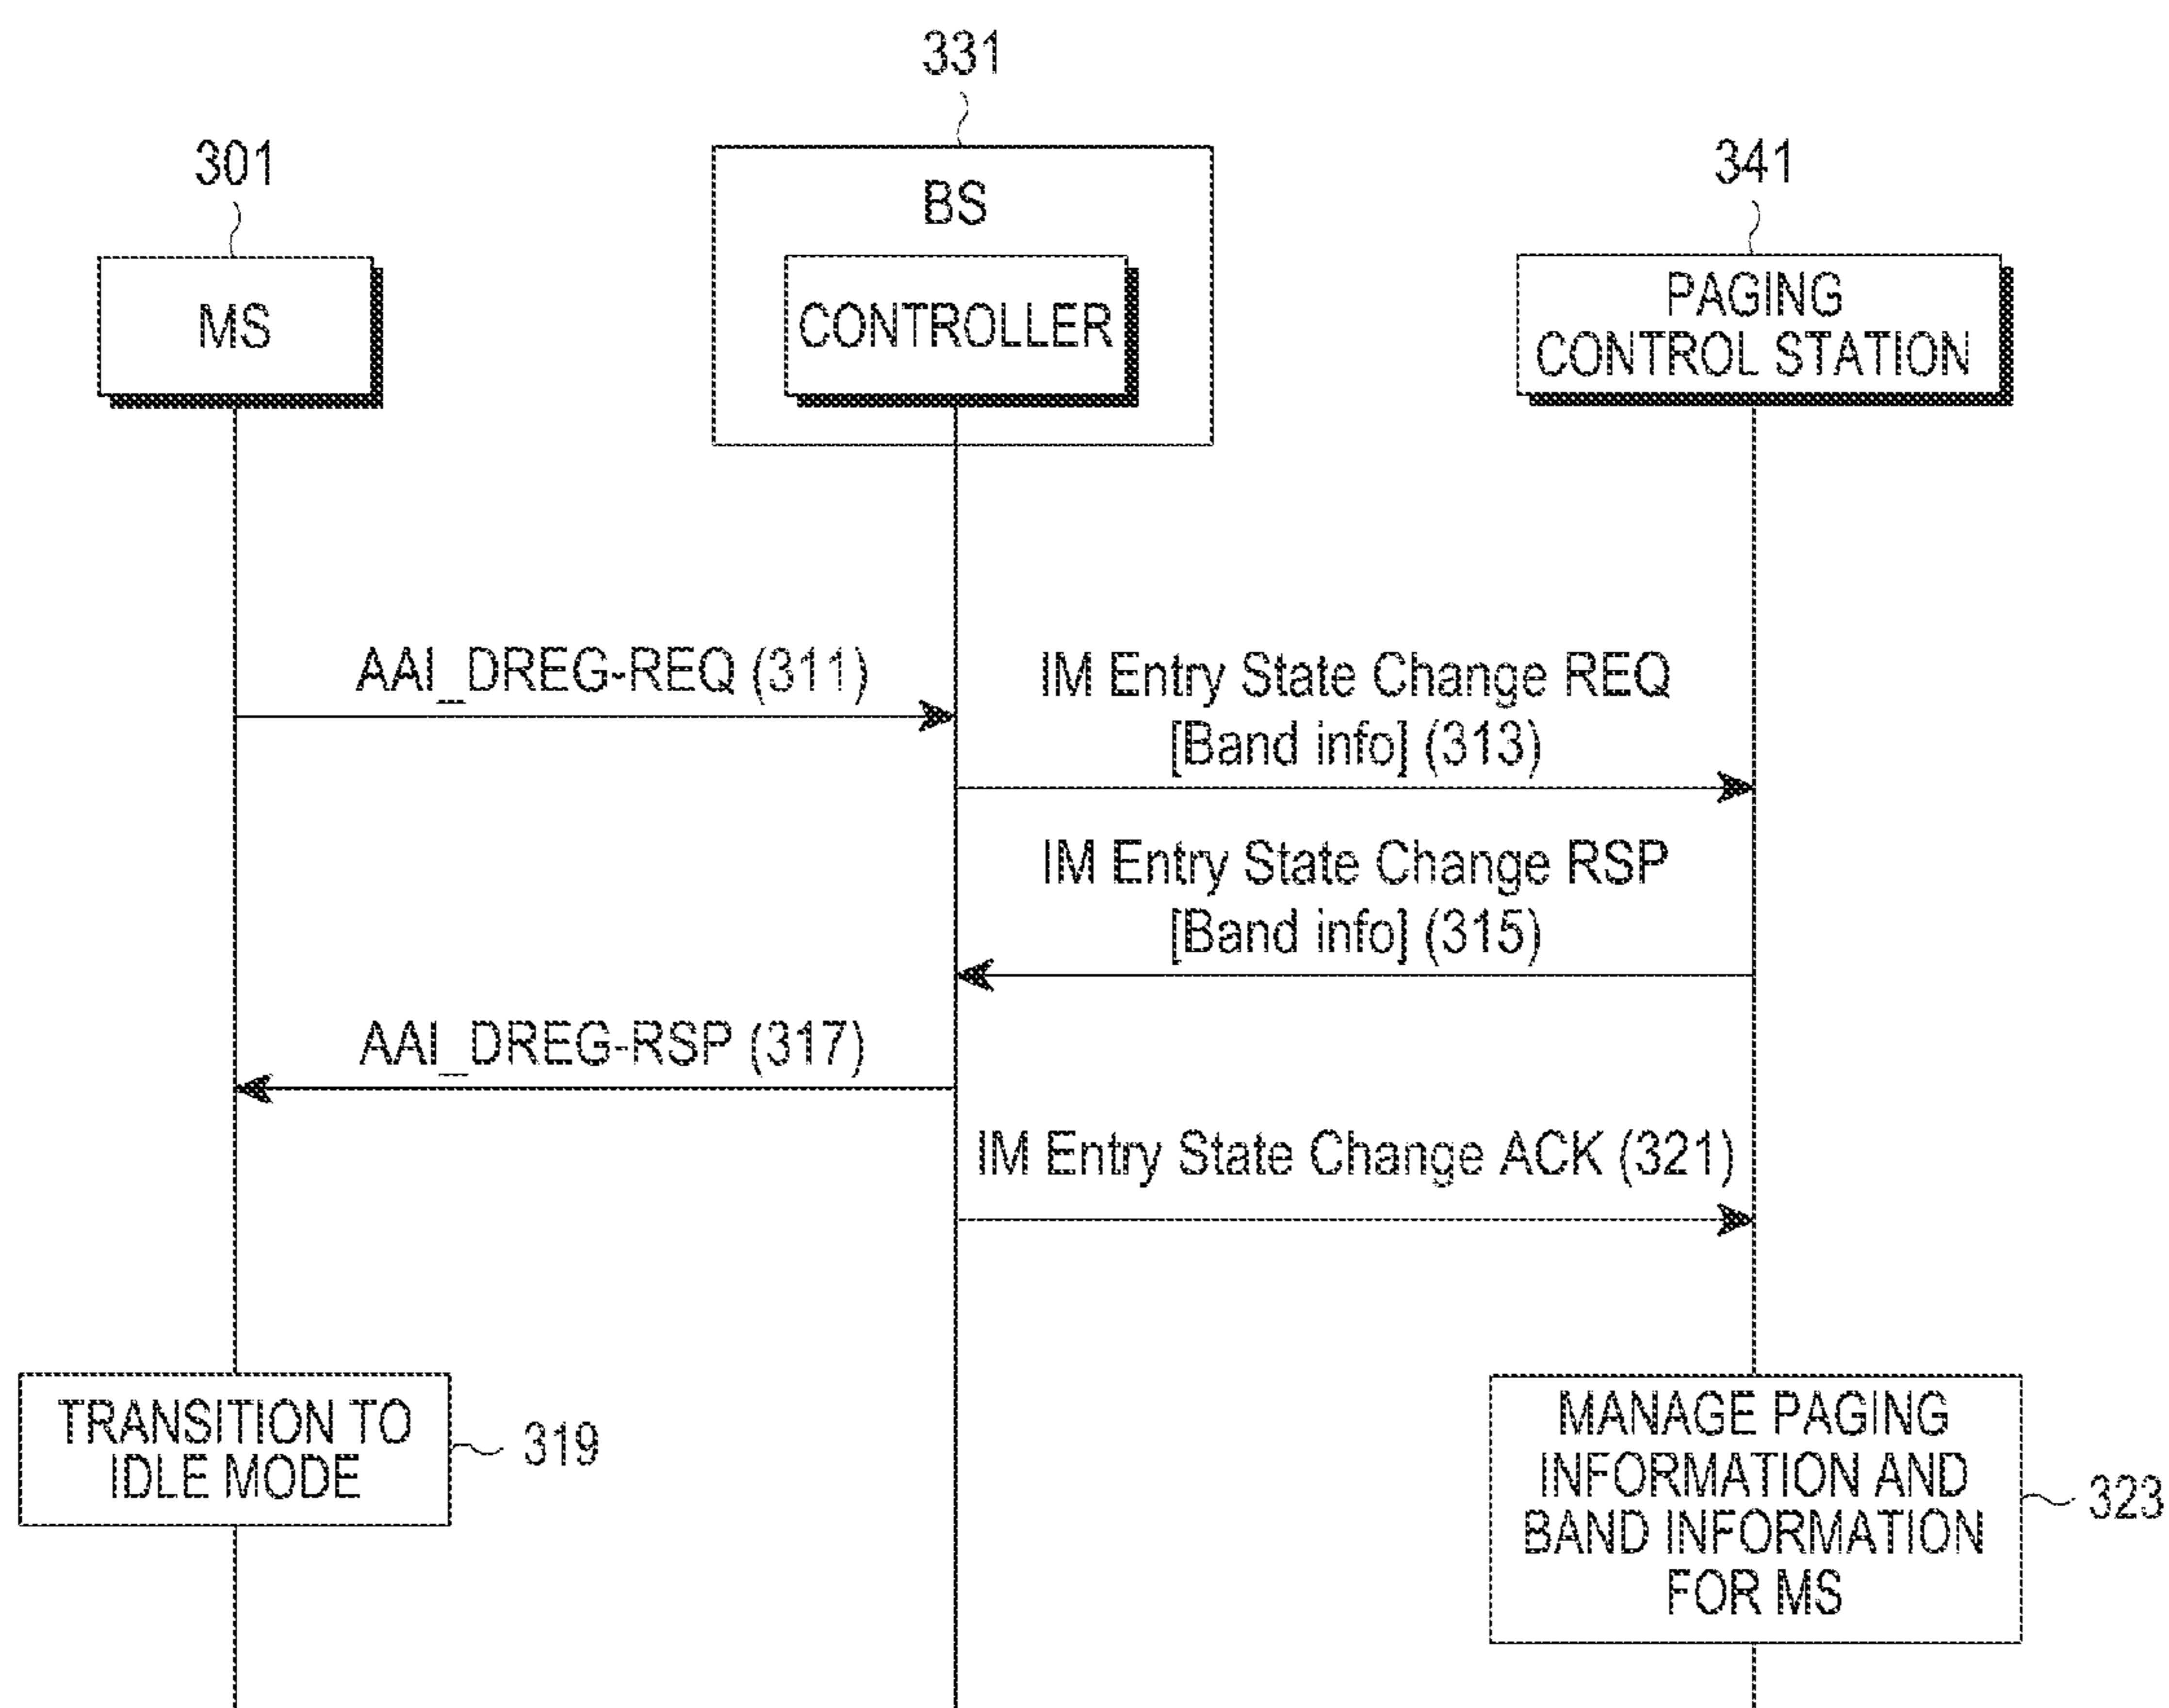 331
301
341
BS
MS
CONTROLLER
PAGING
CONTROL STATION
AAI_DREG-REQ (311)
IM Entry State Change REQ
[Band info] (313)
IM Entry State Change RSP
[Band info] (315)
AAI_DREG-RSP (317)
IM Entry State Change ACK (321)
TRANSITION TO
IDLE MODE
319
MANAGE PAGING
INFORMATION AND
BAND INFORMATION
FOR MS
323